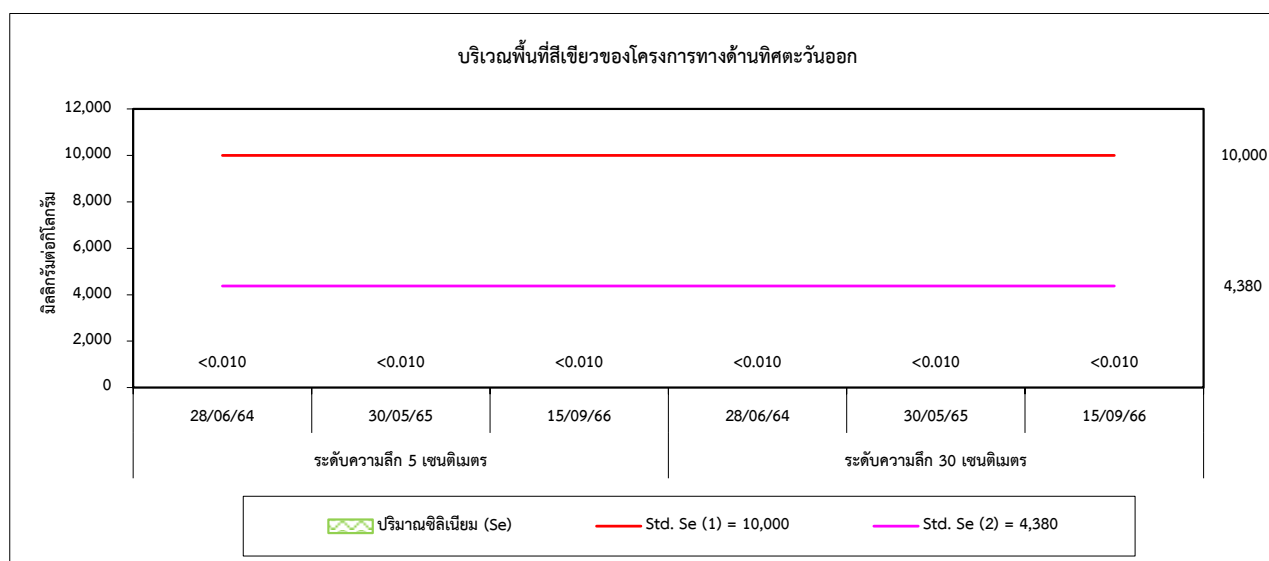 บริเวณพื้นที่สีเขียวของโครงการทางด้านทิศตะวันออก
มิลลิกรัมต่อกิโลกรัม
12,000
10,000
8,000
6,000
4,000
2,000
0
10,000
4,380
<0.010 <0.010 <0.010 <0.010 <0.010 <0.010
28/06/64 30/05/65 15/09/66 28/06/64 30/05/65 15/09/66
ระดับความลึก 5 เซนติเมตร ระดับความลึก 30 เซนติเมตร
ปริมาณซิลิเนียม (Se) Std. Se (1) = 10,000 Std. Se (2) = 4,380